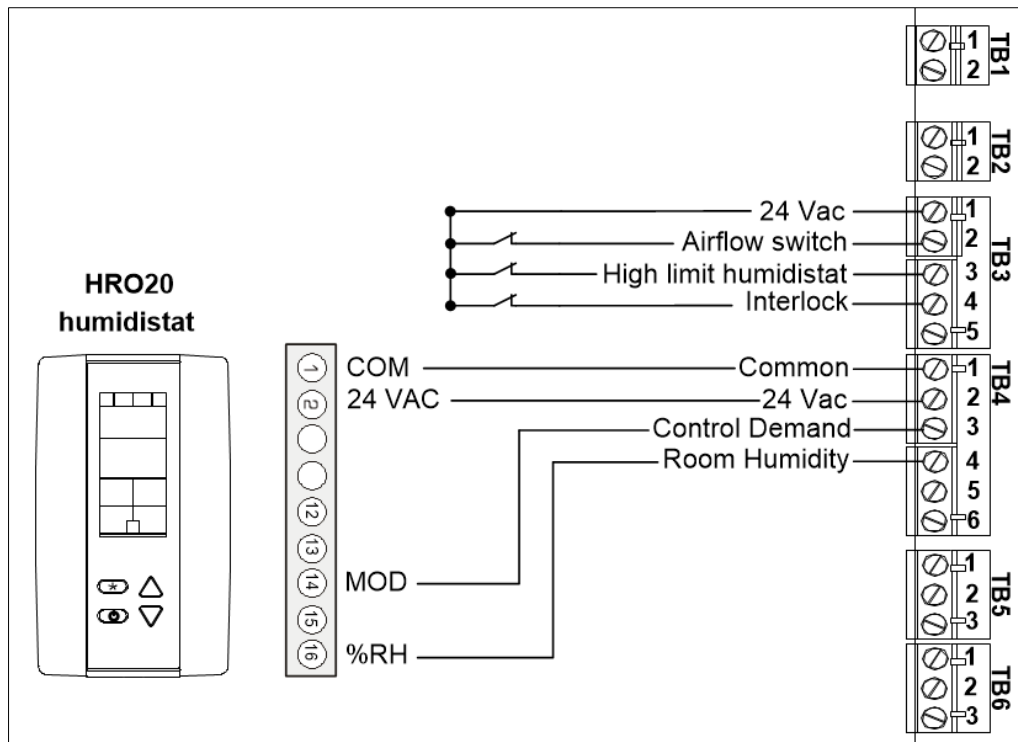 1
2
TB1
1
2
TB2
24 Vac 1
Airflow switch 2
High limit humidistat 3
Interlock 4
5
TB3
HRO20
humidistat
1 COM Common 1
2 24 VAC 24 Vac 2
Control Demand 3
Room Humidity 4
12 5
13 6
TB4
14 MOD
15
16 %RH
1
2
3
TB5
1
2
3
TB6